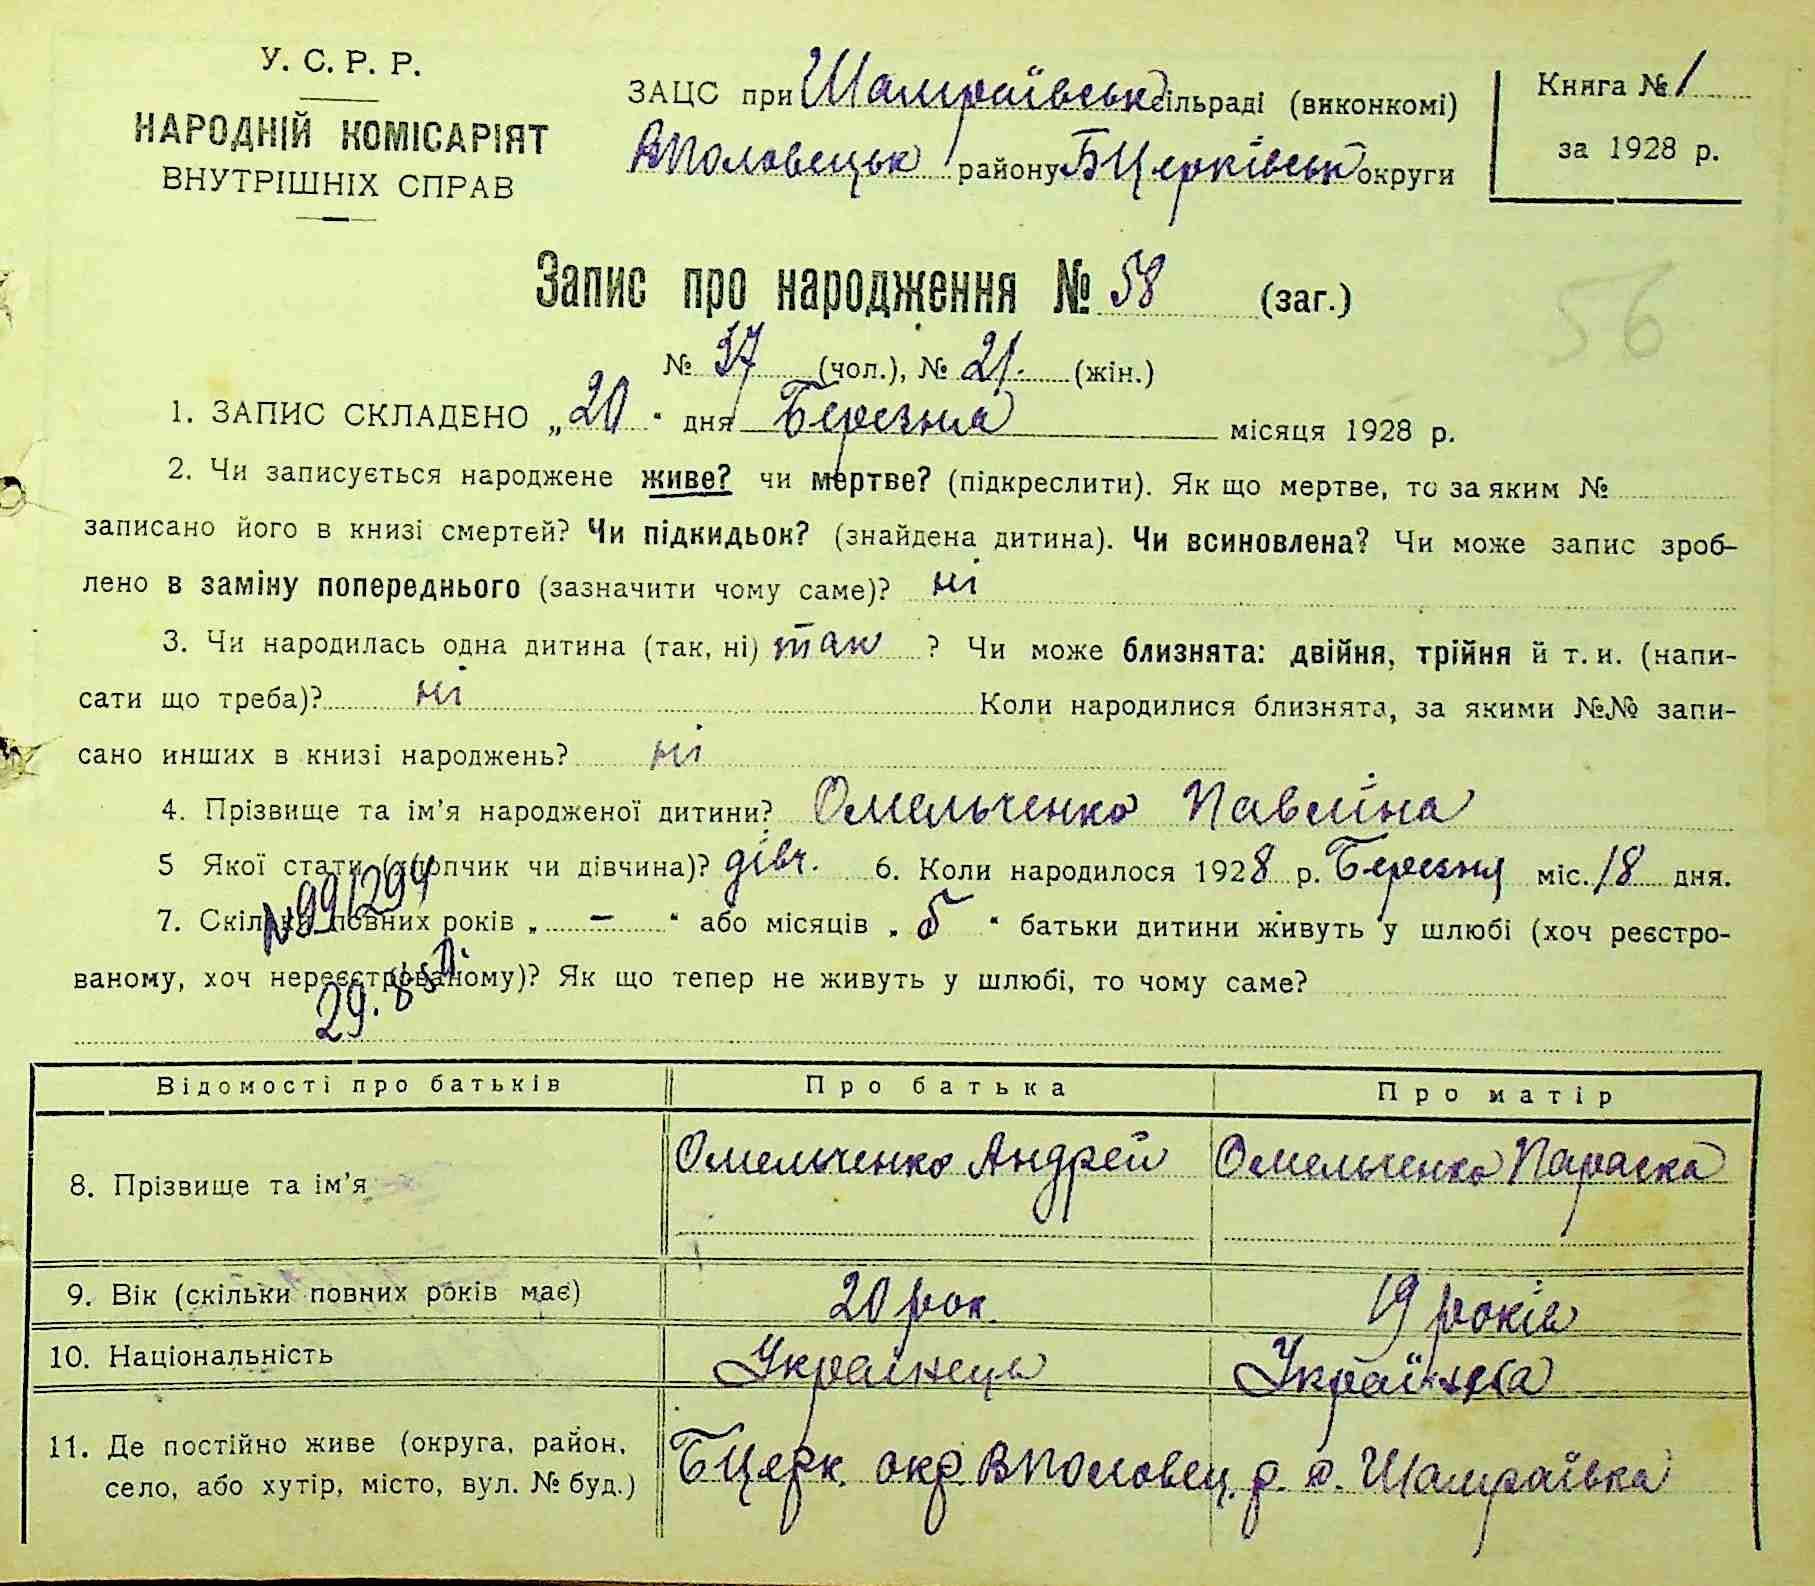 У. С. Р. Р.
НАРОДНІЙ КОМІСАРІЯТ
ВНУТРІШНІХ СПРАВ
ЗАЦС при Шамраївськ сільраді (виконкомі)
ВПоловецьк району БЦерківськ округи
Книга № 1
за 1928 р.
Запис про народження № 58 (заг.)
56
№ 37 (чол.), № 21. (жін.)
1. ЗАПИС СКЛАДЕНО „20" дня Березня місяця 1928 р.
2. Чи записується народжене живе? чи мертве? (підкреслити). Як що мертве, то за яким №
записано його в книзі смертей? Чи підкидьок? (знайдена дитина). Чи всиновлена? Чи може запис зроб-
лено в заміну попереднього (зазначити чому саме)? ні
3. Чи народилась одна дитина (так, ні) так ? Чи може близнята: двійня, трійня й т. и. (напи-
сати що треба)? ні Коли народилися близнята, за якими №№ запи-
сано инших в книзі народжень? ні
4. Прізвище та ім'я народженої дитини? Омельченко Павліна
5 Якої стати (хлопчик чи дівчина)? дівч. 6. Коли народилося 1928 р. Березня міс. 18 дня.
7. Скільки повних років „ – " або місяців „ 5 " батьки дитини живуть у шлюбі (хоч реєстро-
ваному, хоч нереєстрованому)? Як що тепер не живуть у шлюбі, то чому саме?
Відомості про батьків Про батька Про матір
8. Прізвище та ім'я Омельченко Андрей Омельченко Параска
9. Вік (скільки повних років має) 20 рок. 19 років
10. Національність Українець Українка
11. Де постійно живе (округа, район, село, або хутір, місто, вул. № буд.) БЦерк. окр. ВПоловец. р. с. Шамраївка